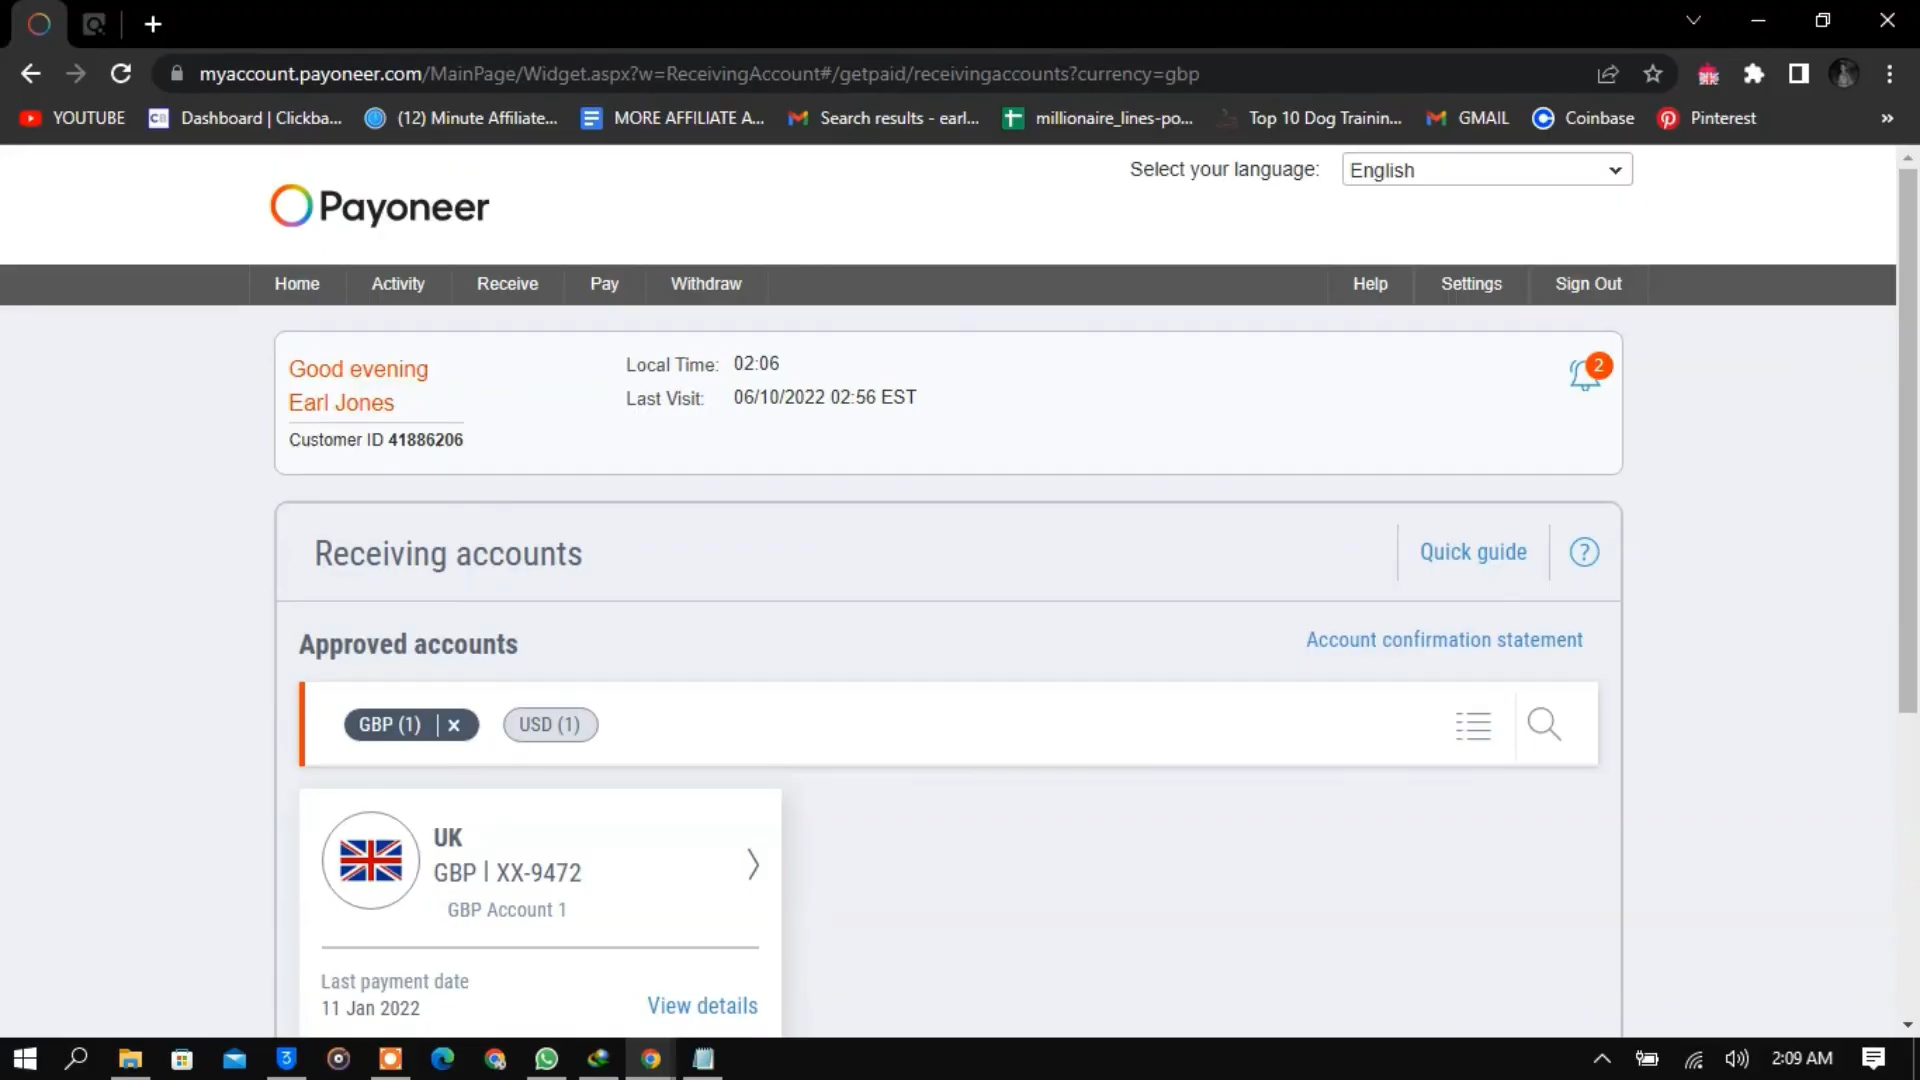 myaccount.payoneer.com/MainPage/Widget.aspx?w=ReceivingAccount#/getpaid/receivingaccounts?currency=gbp
YOUTUBE CB Dashboard | Clickba... (12) Minute Affiliate... MORE AFFILIATE A... Search results - earl... millionaire_lines-po... Top 10 Dog Trainin... GMAIL Coinbase Pinterest »
Select your language: English
Payoneer
Home Activity Receive Pay Withdraw Help Settings Sign Out
Good evening
Earl Jones
Customer ID 41886206
Local Time: 02:06
Last Visit: 06/10/2022 02:56 EST
2
Receiving accounts
Quick guide ?
Approved accounts
Account confirmation statement
GBP (1) | x USD (1)
UK
GBP | XX-9472
GBP Account 1
Last payment date
11 Jan 2022
View details
3
2:09 AM